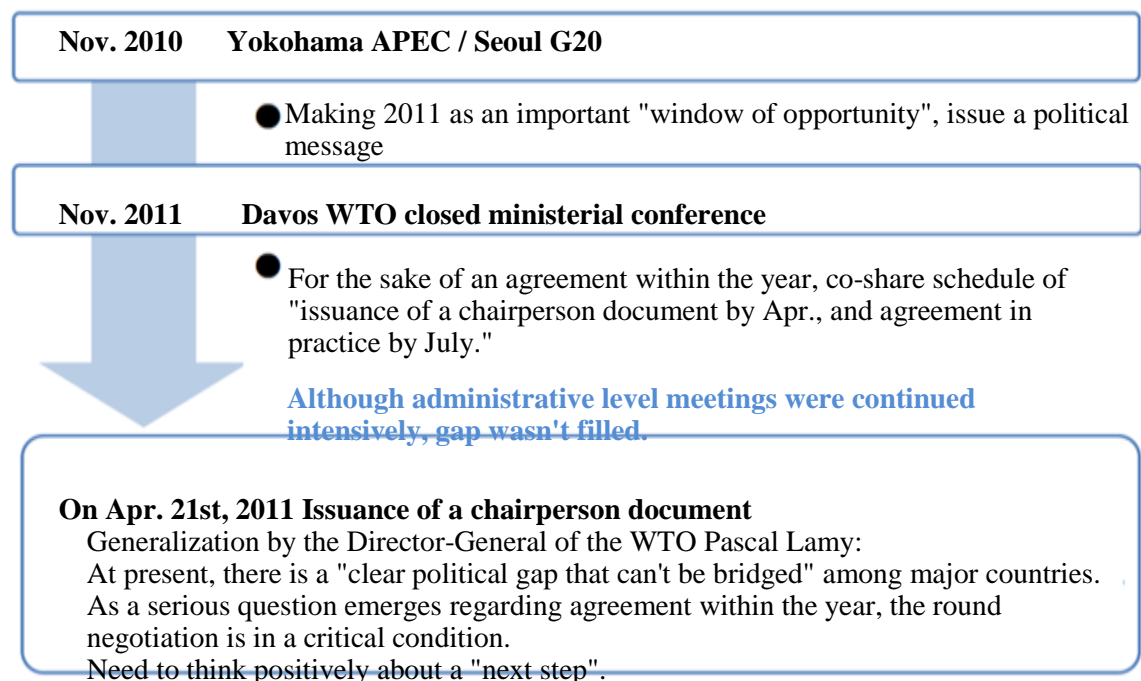 Nov. 2010 Yokohama APEC / Seoul G20
● Making 2011 as an important "window of opportunity", issue a political
message
Nov. 2011 Davos WTO closed ministerial conference
● For the sake of an agreement within the year, co-share schedule of
"issuance of a chairperson document by Apr., and agreement in
practice by July."
Although administrative level meetings were continued
intensively, gap wasn't filled.
On Apr. 21st, 2011 Issuance of a chairperson document
Generalization by the Director-General of the WTO Pascal Lamy:
At present, there is a "clear political gap that can't be bridged" among major countries.
As a serious question emerges regarding agreement within the year, the round
negotiation is in a critical condition.
Need to think positively about a "next step".